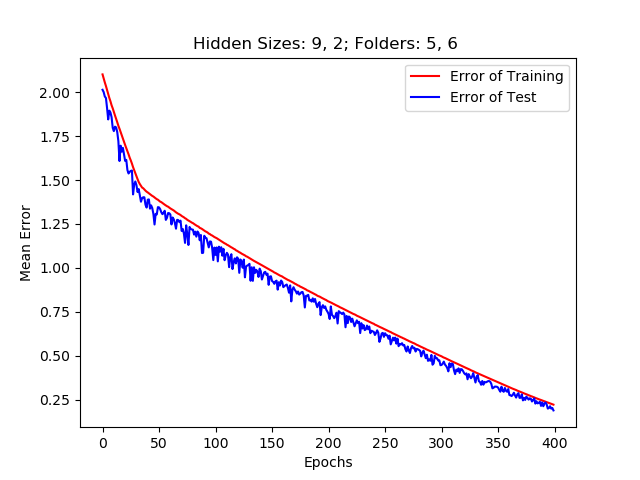 Hidden Sizes: 9, 2; Folders: 5, 6
Error of Training
Error of Test
Mean Error
2.00
1.75
1.50
1.25
1.00
0.75
0.50
0.25
0 50 100 150 200 250 300 350 400
Epochs